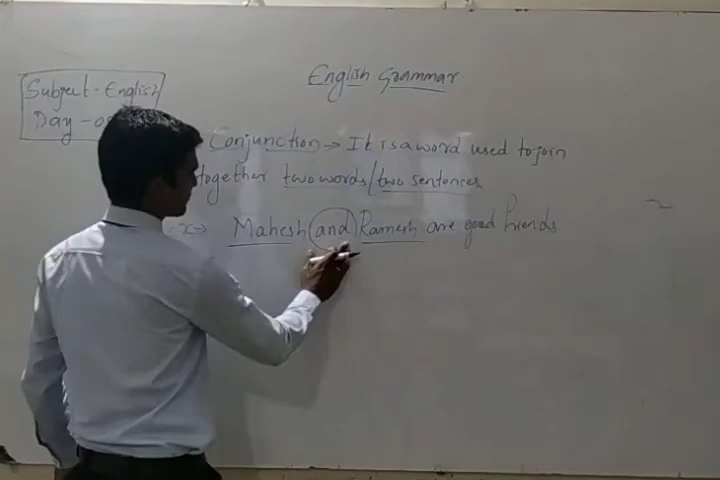 English Grammar
Subject - English
Day - 0
Conjunction → It is a word used to join
together two words/two sentences
x → Mahesh and Ramesh are good friends